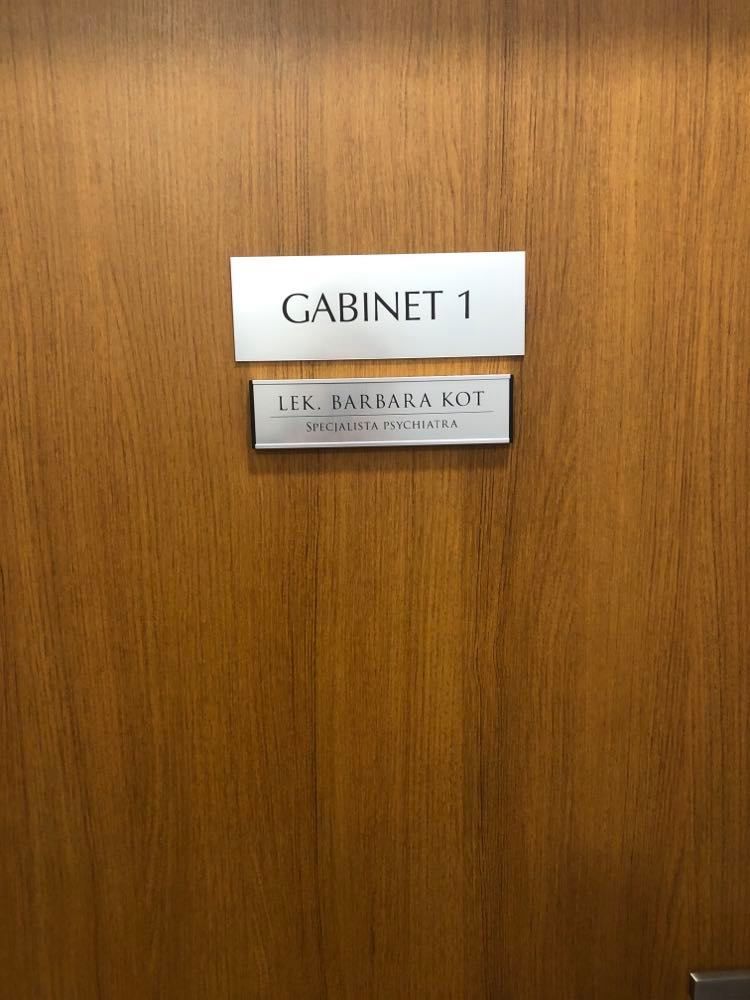 GABINET 1
LEK. BARBARA KOT
SPECJALISTA PSYCHIATRA